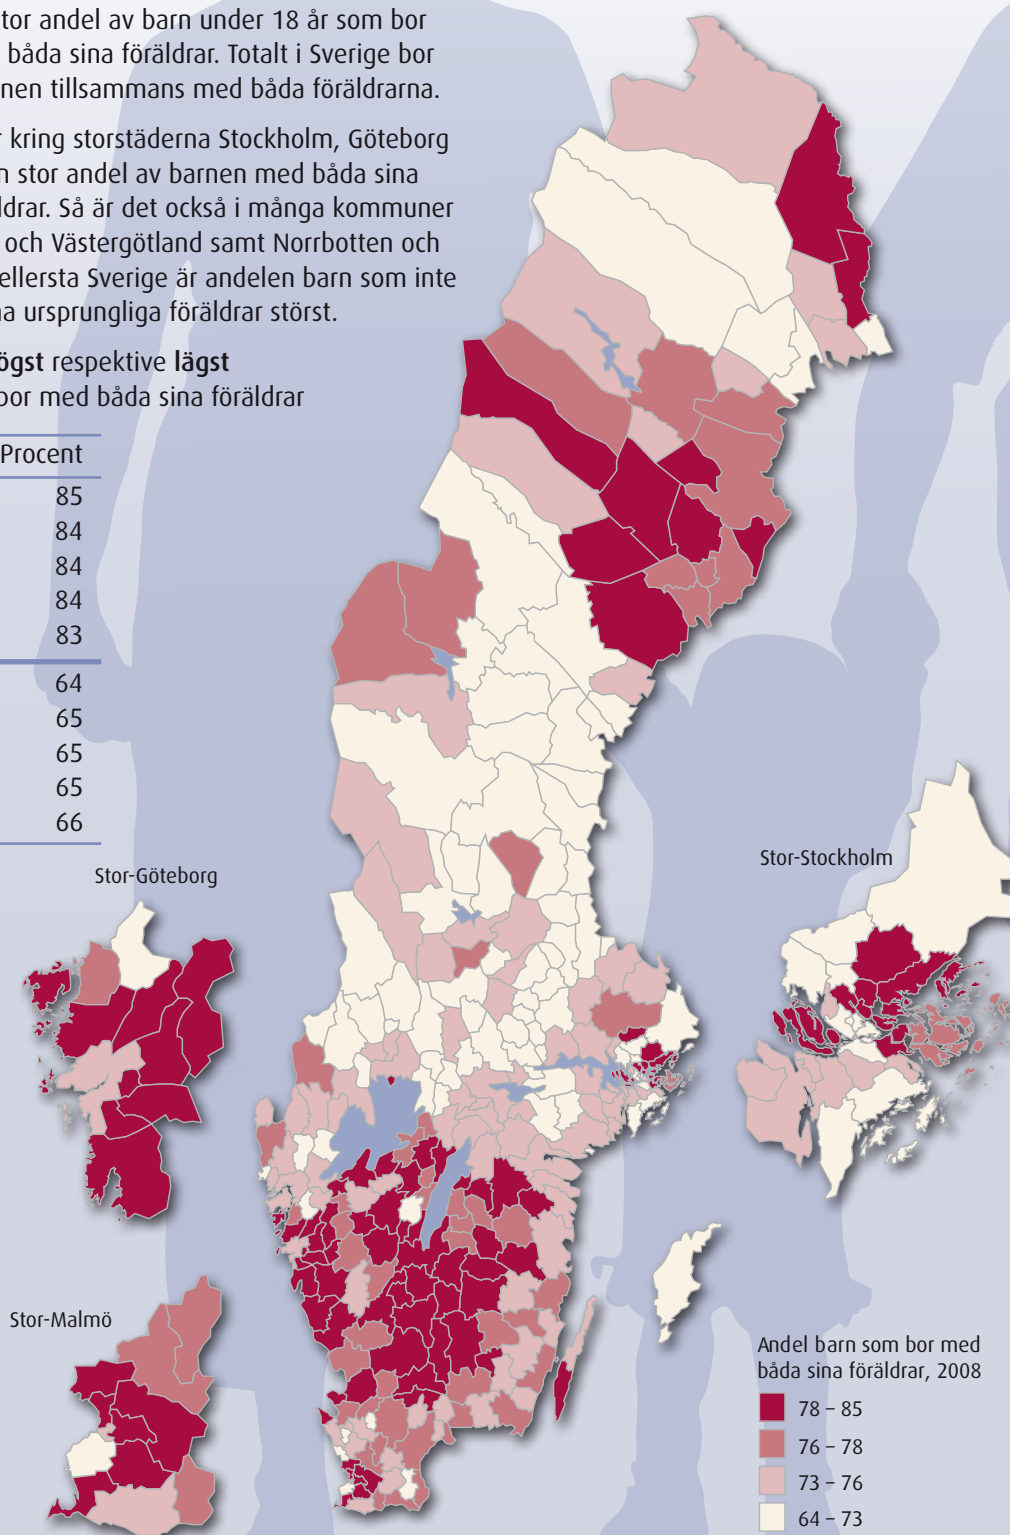 tor andel av barn under 18 år som bor
båda sina föräldrar. Totalt i Sverige bor
nen tillsammans med båda föräldrarna.
kring storstäderna Stockholm, Göteborg
n stor andel av barnen med båda sina
ldrar. Så är det också i många kommuner
och Västergötland samt Norrbotten och
ellersta Sverige är andelen barn som inte
na ursprungliga föräldrar störst.
ögst respektive lägst
bor med båda sina föräldrar
Procent
85
84
84
84
83
64
65
65
65
66
Stor-Göteborg
Stor-Stockholm
Stor-Malmö
Andel barn som bor med
båda sina föräldrar, 2008
78 – 85
76 – 78
73 – 76
64 – 73